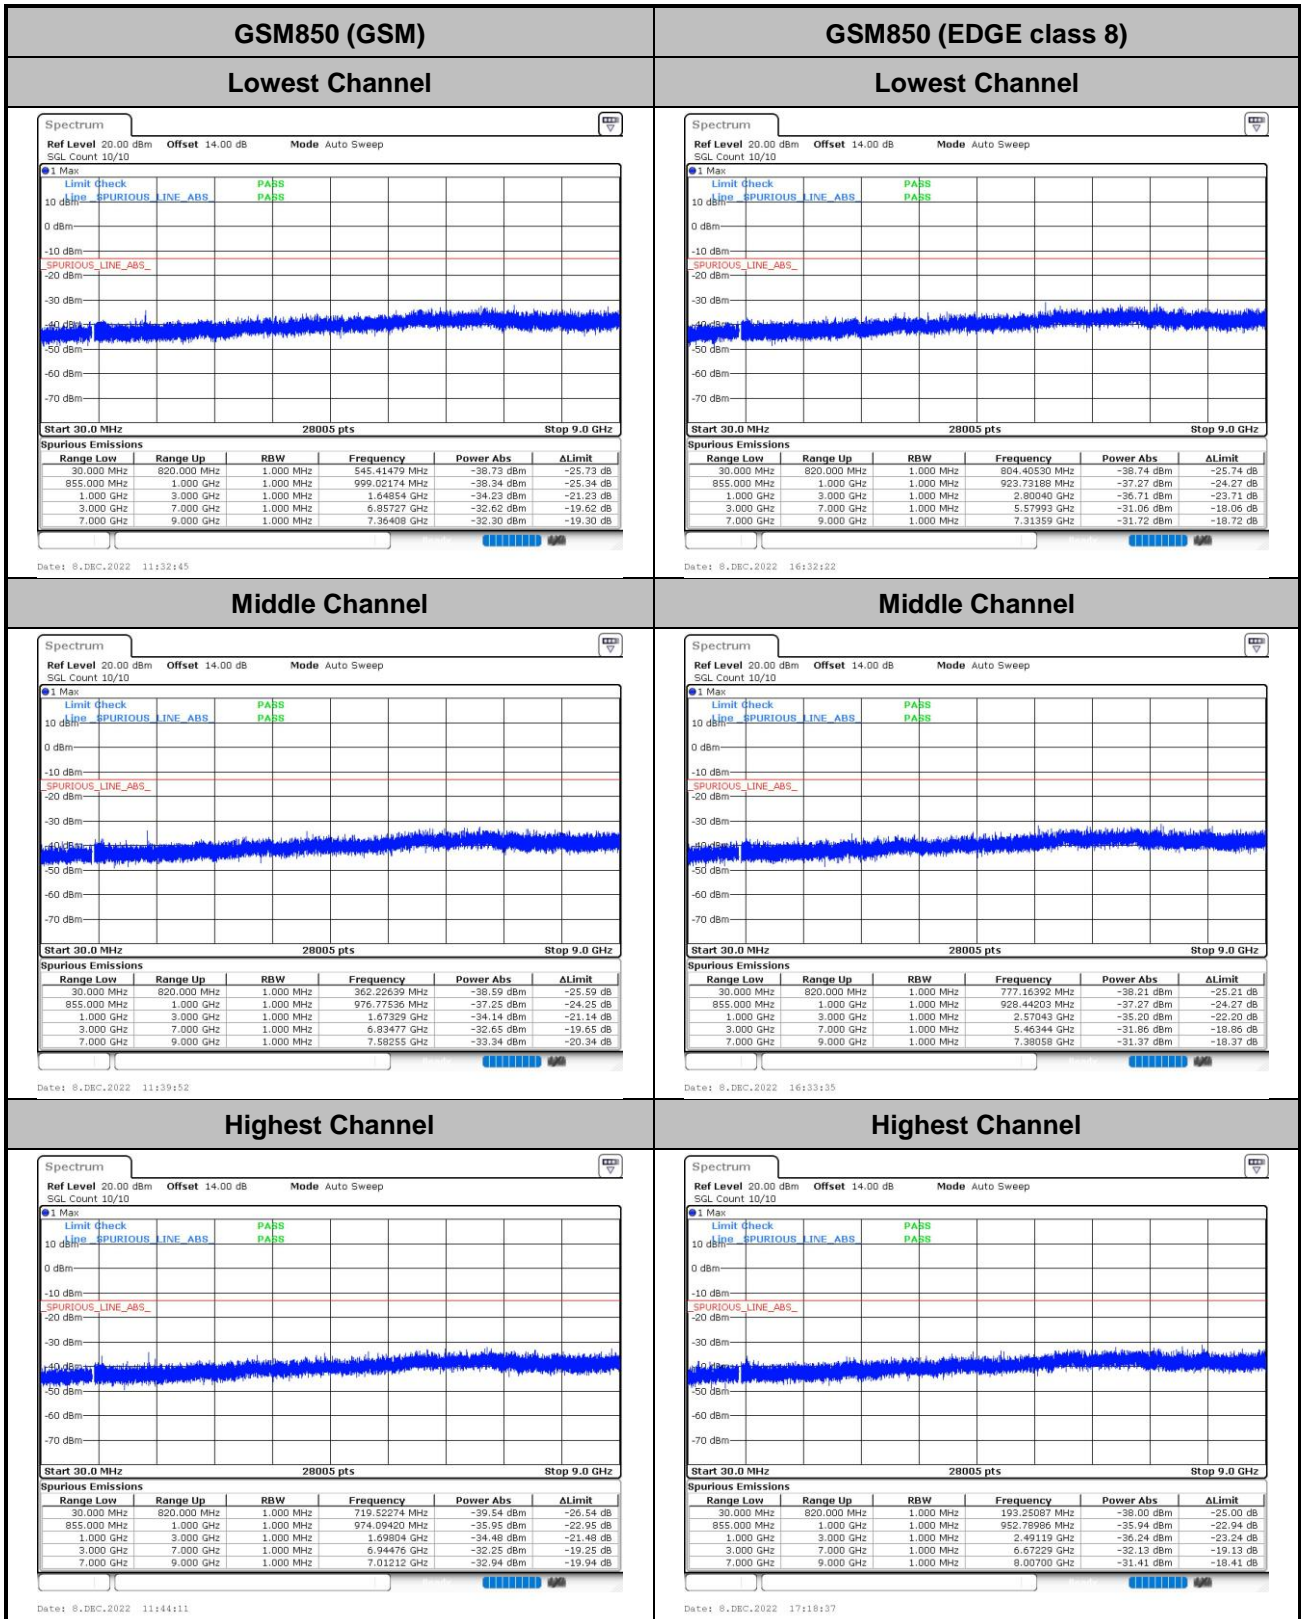 GSM850 (GSM) GSM850 (EDGE class 8)
Lowest Channel Lowest Channel
Spectrum
Ref Level 20.00 dBm Offset 14.00 dB Mode Auto Sweep
SGL Count 10/10
1 Max
Limit Check PASS
Line _SPURIOUS_LINE_ABS_ PASS
10 dBm
0 dBm
-10 dBm
_SPURIOUS_LINE_ABS_
-20 dBm
-30 dBm
-40 dBm
-50 dBm
-60 dBm
-70 dBm
Start 30.0 MHz 28005 pts Stop 9.0 GHz
Spurious Emissions
Range Low Range Up RBW Frequency Power Abs ΔLimit
30.000 MHz 820.000 MHz 1.000 MHz 545.41479 MHz -38.73 dBm -25.73 dB
855.000 MHz 1.000 GHz 1.000 MHz 999.02174 MHz -38.34 dBm -25.34 dB
1.000 GHz 3.000 GHz 1.000 MHz 1.64854 GHz -34.23 dBm -21.23 dB
3.000 GHz 7.000 GHz 1.000 MHz 6.85727 GHz -32.62 dBm -19.62 dB
7.000 GHz 9.000 GHz 1.000 MHz 7.36408 GHz -32.30 dBm -19.30 dB
Date: 8.DEC.2022 11:32:45
Spectrum
Ref Level 20.00 dBm Offset 14.00 dB Mode Auto Sweep
SGL Count 10/10
1 Max
Limit Check PASS
Line _SPURIOUS_LINE_ABS_ PASS
10 dBm
0 dBm
-10 dBm
_SPURIOUS_LINE_ABS_
-20 dBm
-30 dBm
-40 dBm
-50 dBm
-60 dBm
-70 dBm
Start 30.0 MHz 28005 pts Stop 9.0 GHz
Spurious Emissions
Range Low Range Up RBW Frequency Power Abs ΔLimit
30.000 MHz 820.000 MHz 1.000 MHz 804.40530 MHz -38.74 dBm -25.74 dB
855.000 MHz 1.000 GHz 1.000 MHz 923.73188 MHz -37.27 dBm -24.27 dB
1.000 GHz 3.000 GHz 1.000 MHz 2.80040 GHz -36.71 dBm -23.71 dB
3.000 GHz 7.000 GHz 1.000 MHz 5.57993 GHz -31.06 dBm -18.06 dB
7.000 GHz 9.000 GHz 1.000 MHz 7.31359 GHz -31.72 dBm -18.72 dB
Date: 8.DEC.2022 16:32:22
Middle Channel Middle Channel
Spectrum
Ref Level 20.00 dBm Offset 14.00 dB Mode Auto Sweep
SGL Count 10/10
1 Max
Limit Check PASS
Line _SPURIOUS_LINE_ABS_ PASS
10 dBm
0 dBm
-10 dBm
_SPURIOUS_LINE_ABS_
-20 dBm
-30 dBm
-40 dBm
-50 dBm
-60 dBm
-70 dBm
Start 30.0 MHz 28005 pts Stop 9.0 GHz
Spurious Emissions
Range Low Range Up RBW Frequency Power Abs ΔLimit
30.000 MHz 820.000 MHz 1.000 MHz 362.22639 MHz -38.59 dBm -25.59 dB
855.000 MHz 1.000 GHz 1.000 MHz 976.77536 MHz -37.25 dBm -24.25 dB
1.000 GHz 3.000 GHz 1.000 MHz 1.67329 GHz -34.14 dBm -21.14 dB
3.000 GHz 7.000 GHz 1.000 MHz 6.83477 GHz -32.65 dBm -19.65 dB
7.000 GHz 9.000 GHz 1.000 MHz 7.58255 GHz -33.34 dBm -20.34 dB
Date: 8.DEC.2022 11:39:52
Spectrum
Ref Level 20.00 dBm Offset 14.00 dB Mode Auto Sweep
SGL Count 10/10
1 Max
Limit Check PASS
Line _SPURIOUS_LINE_ABS_ PASS
10 dBm
0 dBm
-10 dBm
_SPURIOUS_LINE_ABS_
-20 dBm
-30 dBm
-40 dBm
-50 dBm
-60 dBm
-70 dBm
Start 30.0 MHz 28005 pts Stop 9.0 GHz
Spurious Emissions
Range Low Range Up RBW Frequency Power Abs ΔLimit
30.000 MHz 820.000 MHz 1.000 MHz 777.16392 MHz -38.21 dBm -25.21 dB
855.000 MHz 1.000 GHz 1.000 MHz 928.44203 MHz -37.27 dBm -24.27 dB
1.000 GHz 3.000 GHz 1.000 MHz 2.57043 GHz -35.20 dBm -22.20 dB
3.000 GHz 7.000 GHz 1.000 MHz 5.46344 GHz -31.86 dBm -18.86 dB
7.000 GHz 9.000 GHz 1.000 MHz 7.38058 GHz -31.37 dBm -18.37 dB
Date: 8.DEC.2022 16:33:35
Highest Channel Highest Channel
Spectrum
Ref Level 20.00 dBm Offset 14.00 dB Mode Auto Sweep
SGL Count 10/10
1 Max
Limit Check PASS
Line _SPURIOUS_LINE_ABS_ PASS
10 dBm
0 dBm
-10 dBm
_SPURIOUS_LINE_ABS_
-20 dBm
-30 dBm
-40 dBm
-50 dBm
-60 dBm
-70 dBm
Start 30.0 MHz 28005 pts Stop 9.0 GHz
Spurious Emissions
Range Low Range Up RBW Frequency Power Abs ΔLimit
30.000 MHz 820.000 MHz 1.000 MHz 719.52274 MHz -39.54 dBm -26.54 dB
855.000 MHz 1.000 GHz 1.000 MHz 974.09420 MHz -35.95 dBm -22.95 dB
1.000 GHz 3.000 GHz 1.000 MHz 1.69804 GHz -34.48 dBm -21.48 dB
3.000 GHz 7.000 GHz 1.000 MHz 6.94476 GHz -32.25 dBm -19.25 dB
7.000 GHz 9.000 GHz 1.000 MHz 7.01212 GHz -32.94 dBm -19.94 dB
Date: 8.DEC.2022 11:44:11
Spectrum
Ref Level 20.00 dBm Offset 14.00 dB Mode Auto Sweep
SGL Count 10/10
1 Max
Limit Check PASS
Line _SPURIOUS_LINE_ABS_ PASS
10 dBm
0 dBm
-10 dBm
_SPURIOUS_LINE_ABS_
-20 dBm
-30 dBm
-40 dBm
-50 dBm
-60 dBm
-70 dBm
Start 30.0 MHz 28005 pts Stop 9.0 GHz
Spurious Emissions
Range Low Range Up RBW Frequency Power Abs ΔLimit
30.000 MHz 820.000 MHz 1.000 MHz 193.25087 MHz -38.00 dBm -25.00 dB
855.000 MHz 1.000 GHz 1.000 MHz 952.78986 MHz -35.94 dBm -22.94 dB
1.000 GHz 3.000 GHz 1.000 MHz 2.49119 GHz -36.24 dBm -23.24 dB
3.000 GHz 7.000 GHz 1.000 MHz 6.67229 GHz -32.13 dBm -19.13 dB
7.000 GHz 9.000 GHz 1.000 MHz 8.00700 GHz -31.41 dBm -18.41 dB
Date: 8.DEC.2022 17:18:37